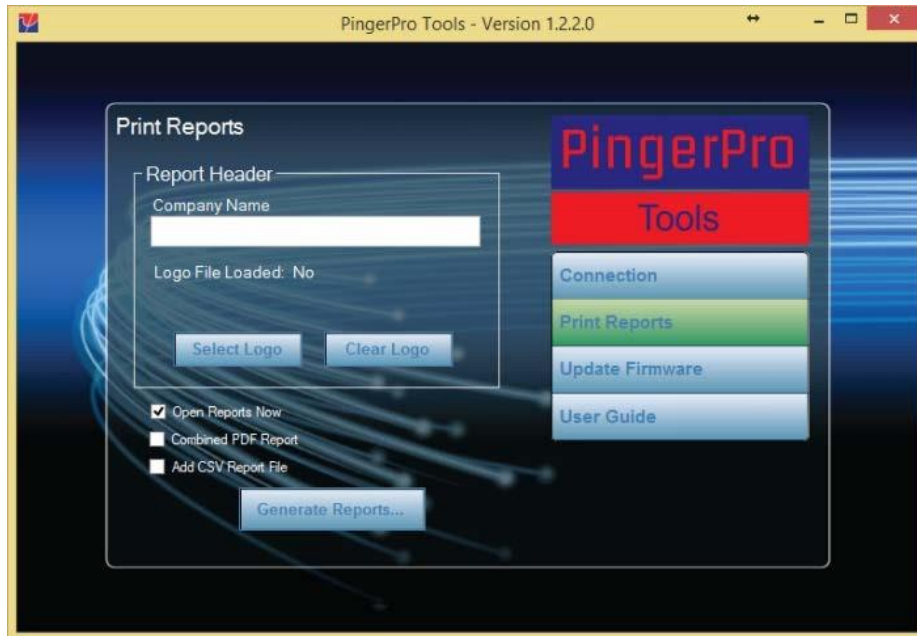 PingerPro Tools - Version 1.2.2.0
Print Reports
Report Header
Company Name
Logo File Loaded: No
Select Logo
Clear Logo
Open Reports Now
Combined PDF Report
Add CSV Report File
Generate Reports...
PingerPro
Tools
Connection
Print Reports
Update Firmware
User Guide